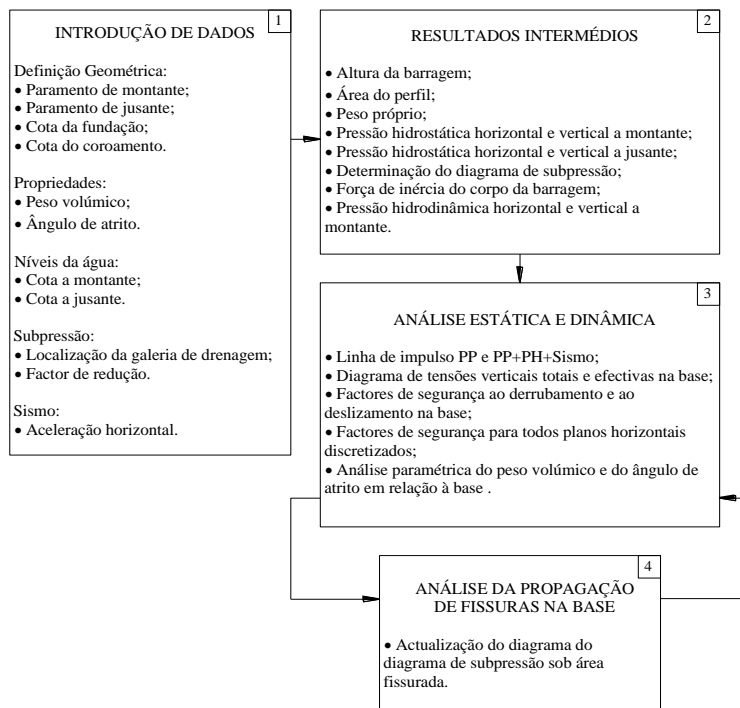 1
INTRODUÇÃO DE DADOS
Definição Geométrica:
• Paramento de montante;
• Paramento de jusante;
• Cota da fundação;
• Cota do coroamento.
Propriedades:
• Peso volúmico;
• Ângulo de atrito.
Níveis da água:
• Cota a montante;
• Cota a jusante.
Subpressão:
• Localização da galeria de drenagem;
• Factor de redução.
Sismo:
• Aceleração horizontal.
2
RESULTADOS INTERMÉDIOS
• Altura da barragem;
• Área do perfil;
• Peso próprio;
• Pressão hidrostática horizontal e vertical a montante;
• Pressão hidrostática horizontal e vertical a jusante;
• Determinação do diagrama de subpressão;
• Força de inércia do corpo da barragem;
• Pressão hidrodinâmica horizontal e vertical a
montante.
3
ANÁLISE ESTÁTICA E DINÂMICA
• Linha de impulso PP e PP+PH+Sismo;
• Diagrama de tensões verticais totais e efectivas na base;
• Factores de segurança ao derrubamento e ao
deslizamento na base;
• Factores de segurança para todos planos horizontais
discretizados;
• Análise paramétrica do peso volúmico e do ângulo de
atrito em relação à base .
4
ANÁLISE DA PROPAGAÇÃO
DE FISSURAS NA BASE
• Actualização do diagrama do
diagrama de subpressão sob área
fissurada.